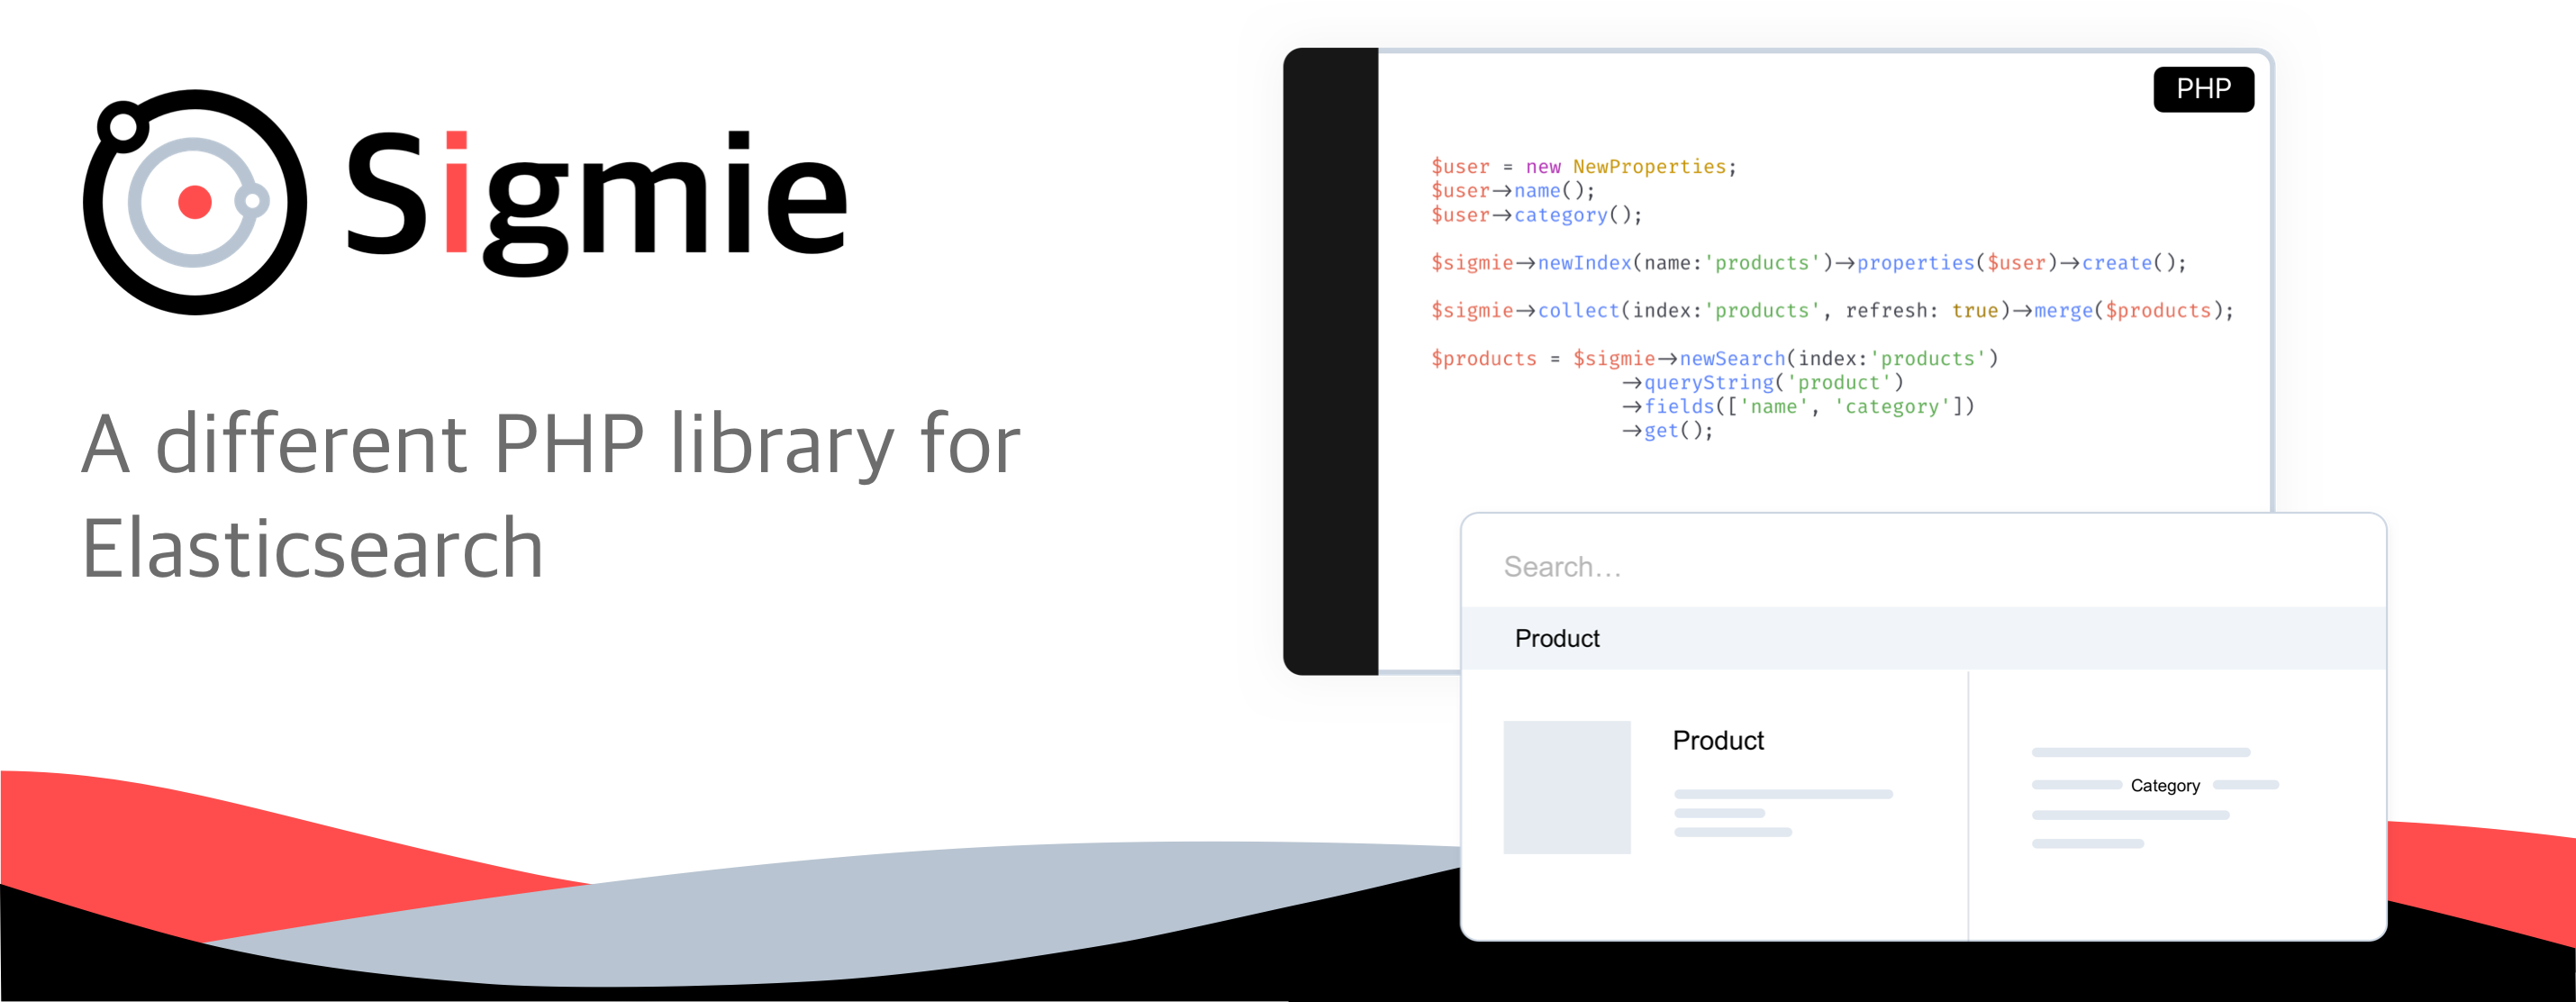 Sigmie
A different PHP library for
Elasticsearch
PHP
$user = new NewProperties;
$user→name();
$user→category();
$sigmie→newIndex(name:'products')→properties($user)→create();
$sigmie→collect(index:'products', refresh: true)→merge($products);
$products = $sigmie→newSearch(index:'products')
→queryString('product')
→fields(['name', 'category'])
→get();
Search...
Product
Product
Category